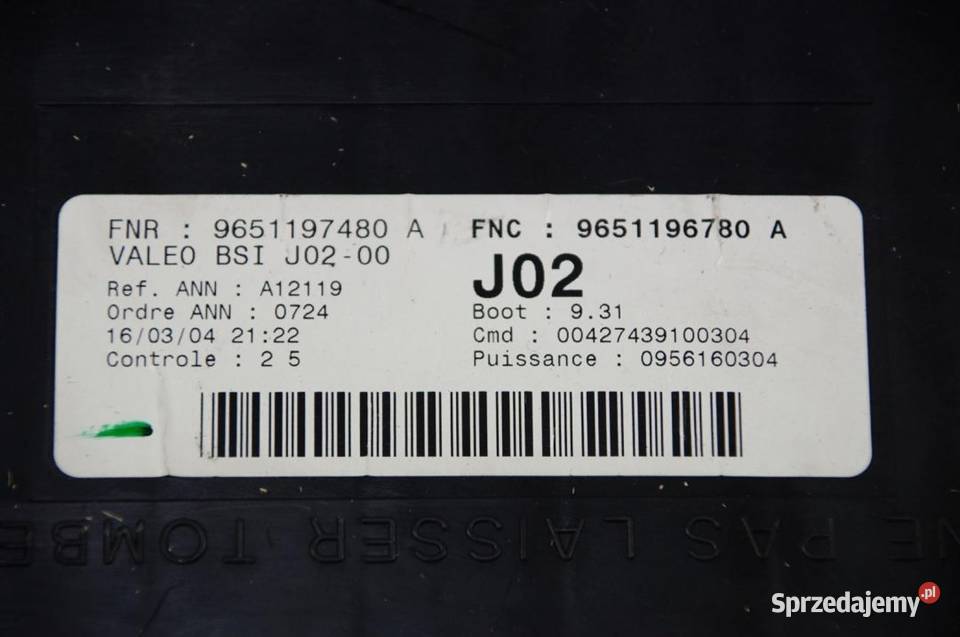 FNR : 9651197480 A FNC : 9651196780 A
VALEO BSI J02-00 J02
Ref. ANN : A12119
Ordre ANN : 0724 Boot : 9.31
16/03/04 21:22 Cmd : 00427439100304
Controle : 2 5 Puissance : 0956160304
NE PAS LAISSER TOMBE
Sprzedajemy.pl